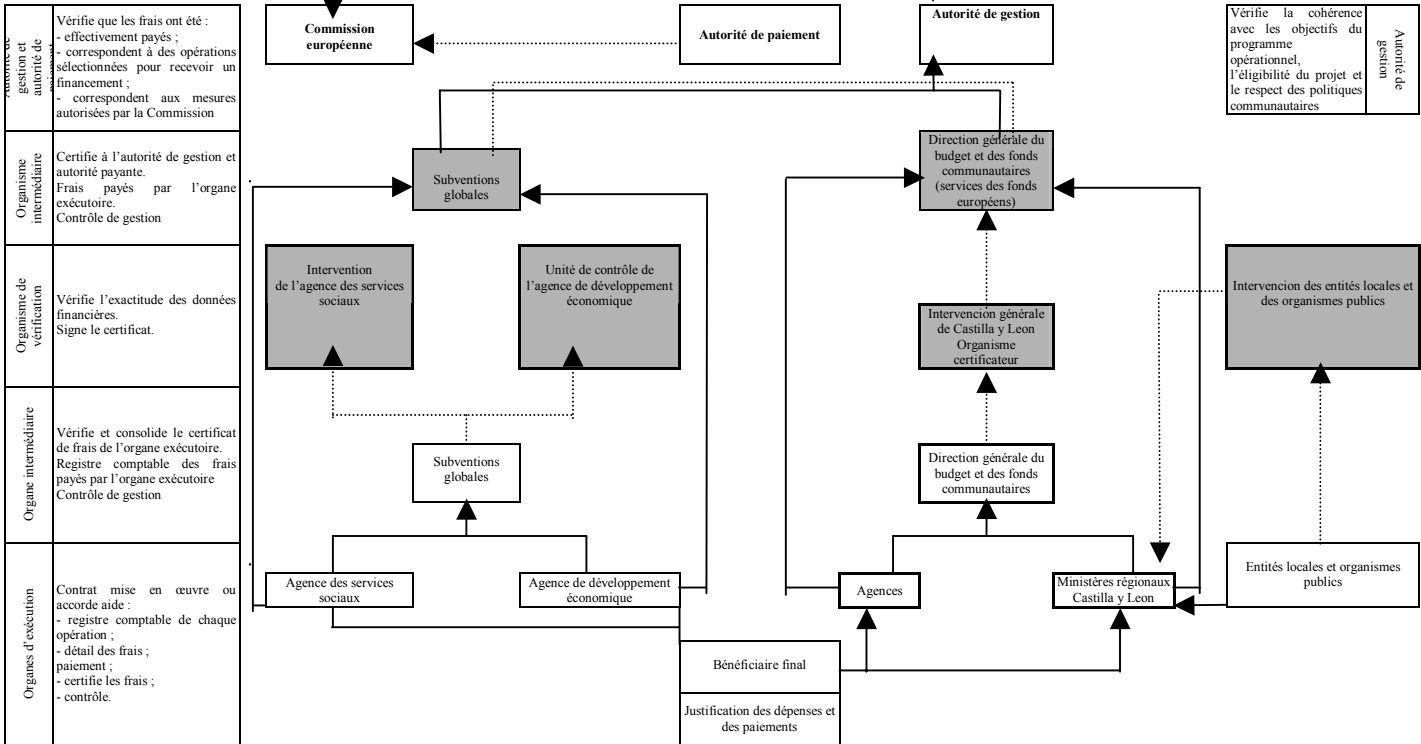 Autorité de
gestion et
autorité de
paiement
Vérifie que les frais ont été :
- effectivement payés ;
- correspondent à des opérations
sélectionnées pour recevoir un
financement ;
- correspondent aux mesures
autorisées par la Commission
Commission
européenne
Autorité de paiement
Autorité de gestion
Vérifie la cohérence
avec les objectifs du
programme
opérationnel,
l’éligibilité du projet et
le respect des politiques
communautaires
Autorité de
gestion
Organisme
intermédiaire
Certifie à l’autorité de gestion et
autorité payante.
Frais payés par l’organe
exécutoire.
Contrôle de gestion
Subventions
globales
Direction générale du
budget et des fonds
communautaires
(services des fonds
européens)
Organisme de
vérification
Vérifie l’exactitude des données
financières.
Signe le certificat.
Intervention
de l’agence des services
sociaux
Unité de contrôle de
l’agence de développement
économique
Intervención générale
de Castilla y Leon
Organisme
certificateur
Intervencion des entités locales et
des organismes publics
Organe intermédiaire
Vérifie et consolide le certificat
de frais de l’organe exécutoire.
Registre comptable des frais
payés par l’organe exécutoire
Contrôle de gestion
Subventions
globales
Direction générale du
budget et des fonds
communautaires
Organes d’exécution
Contrat mise en œuvre ou
accorde aide :
- registre comptable de chaque
opération ;
- détail des frais ;
paiement ;
- certifie les frais ;
- contrôle.
Agence des services
sociaux
Agence de développement
économique
Agences
Ministères régionaux
Castilla y Leon
Entités locales et organismes
publics
Bénéficiaire final
Justification des dépenses et
des paiements